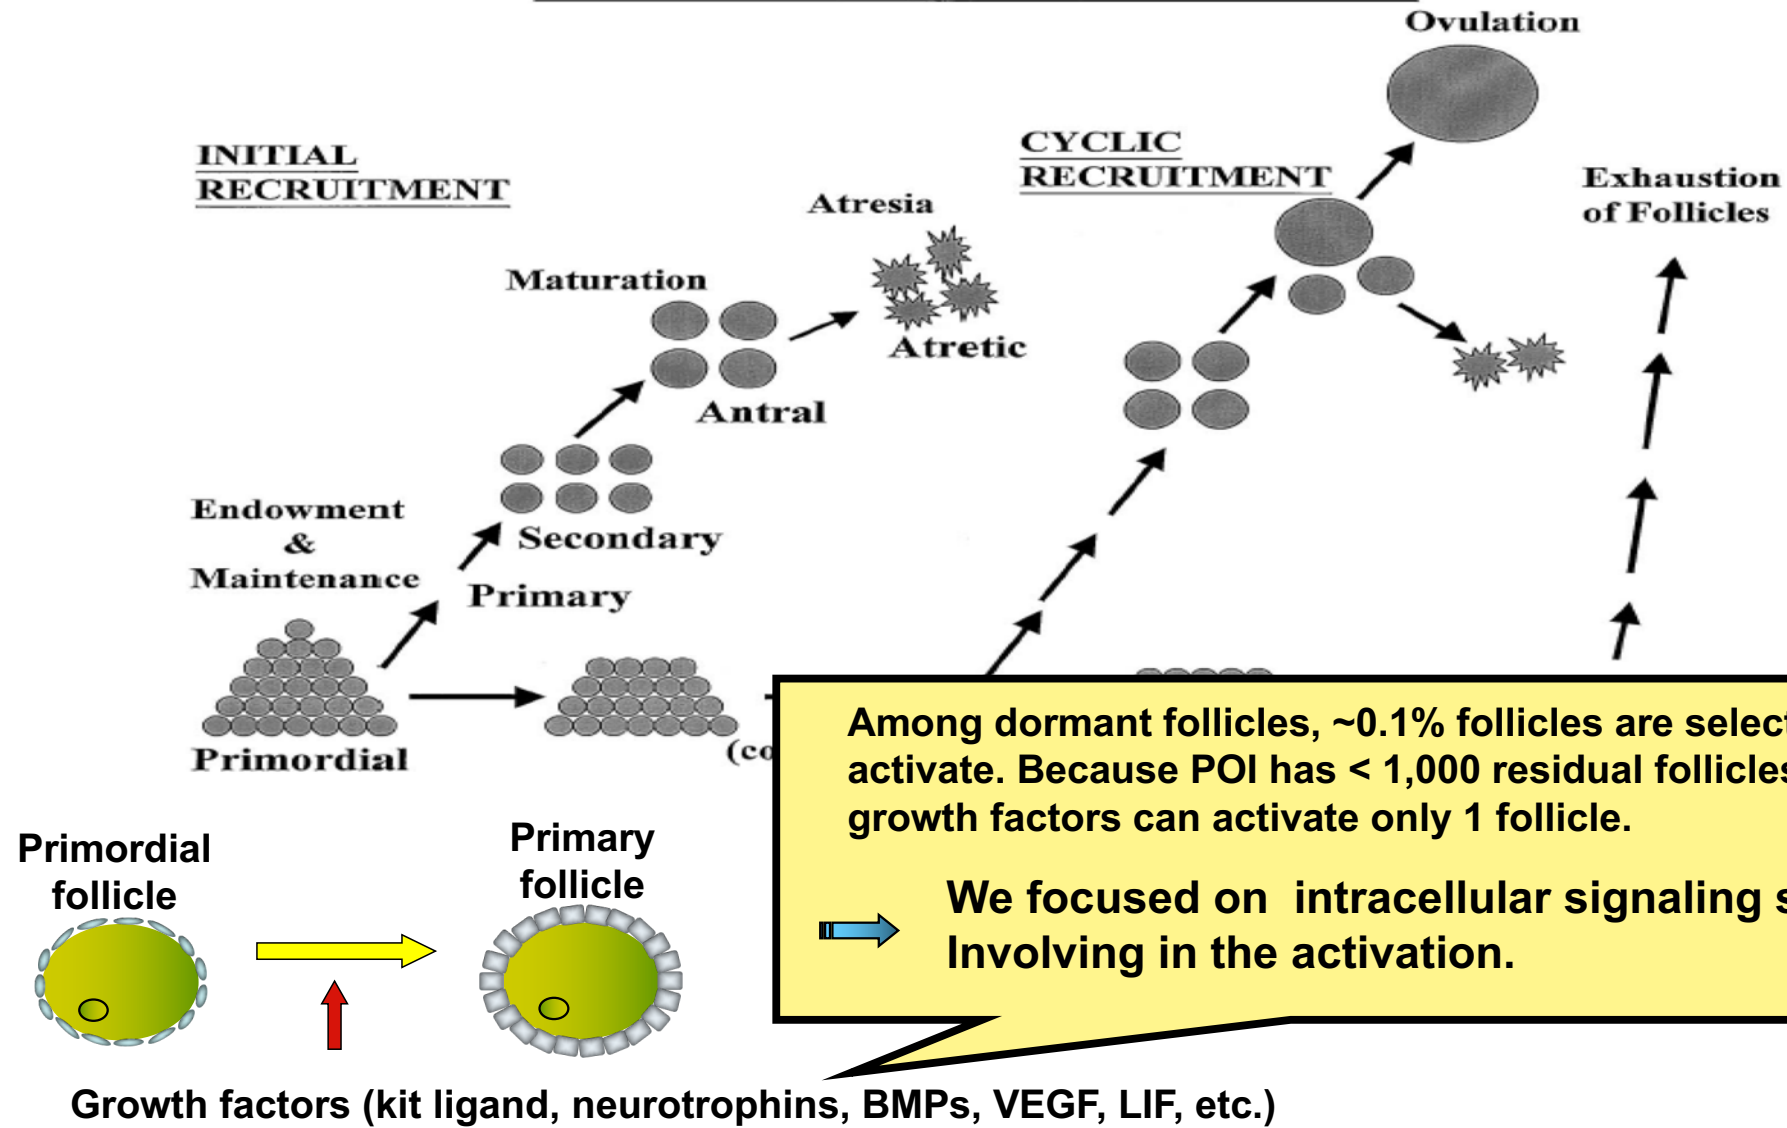 Ovulation
INITIAL
RECRUITMENT
CYCLIC
RECRUITMENT
Exhaustion
of Follicles
Atresia
Maturation
Atretic
Antral
Endowment
&
Maintenance
Secondary
Primary
Primordial
(co
Among dormant follicles, ~0.1% follicles are select
activate. Because POI has < 1,000 residual follicles
growth factors can activate only 1 follicle.
We focused on intracellular signaling s
Involving in the activation.
Primordial
follicle
Primary
follicle
Growth factors (kit ligand, neurotrophins, BMPs, VEGF, LIF, etc.)